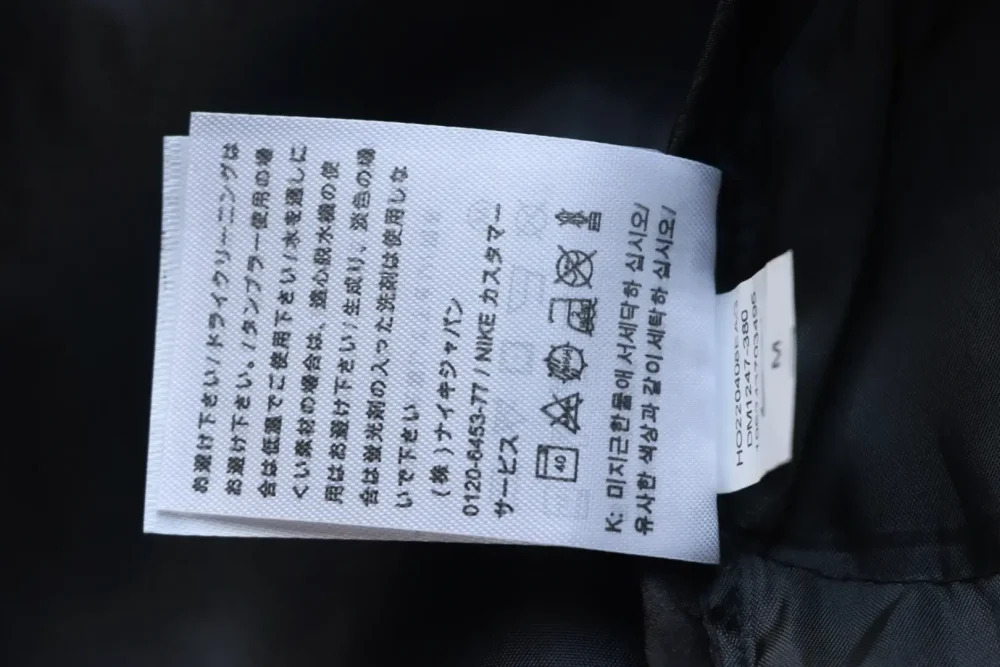 お避け下さい/ドライクリーニングは
お避け下さい。/タンブラー使用の場
合は低温でご使用下さい/水を通しに
くい素材の場合は、遠心脱水機の使
用はお避け下さい/生成り、淡色の場
合は蛍光剤の入った洗剤は使用しな
いで下さい
(株)ナイキジャパン
0120-6453-77/NIKE カスタマー
サービス
40
K: 미지근한물에서세탁하 십시오/
유사한 색상과 같이세탁하 십시오/
HO220408EAG
DM1247-380
M